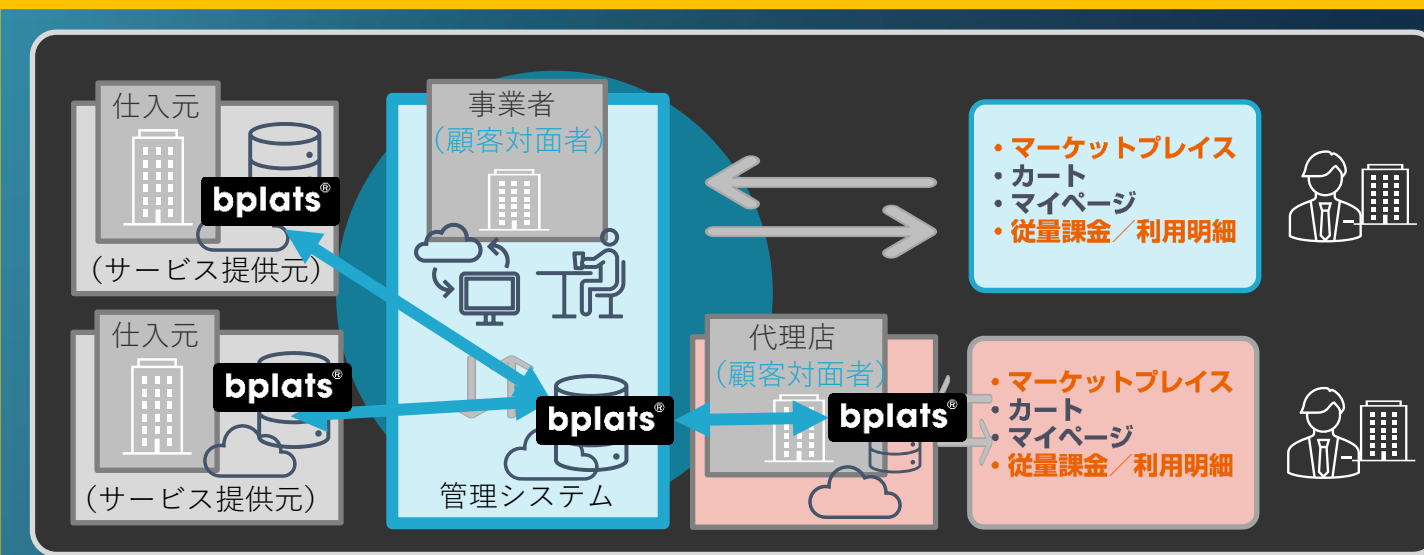 仕入元
bplats®
(サービス提供元)
仕入元
bplats®
(サービス提供元)
事業者
(顧客対面者)
bplats®
管理システム
代理店
(顧客対面者)
bplats®
・マーケットプレイス
・カート
・マイページ
・従量課金／利用明細
・マーケットプレイス
・カート
・マイページ
・従量課金／利用明細